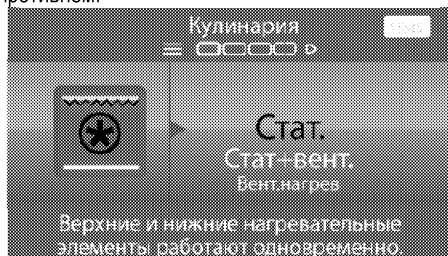 Кулинария
Стат.
Стат+вент.
Вент.нагрев
Верхние и нижние нагревательные
элементы работают одновременно.